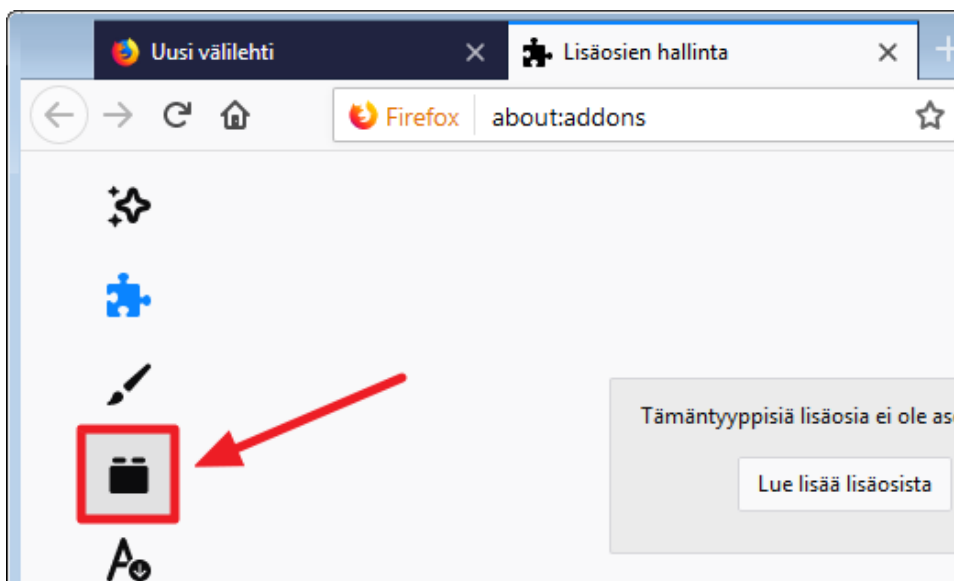 Uusi välilehti
Lisäosien hallinta
Firefox
about:addons
Tämäntyyppisiä lisäosia ei ole as
Lue lisää lisäosista